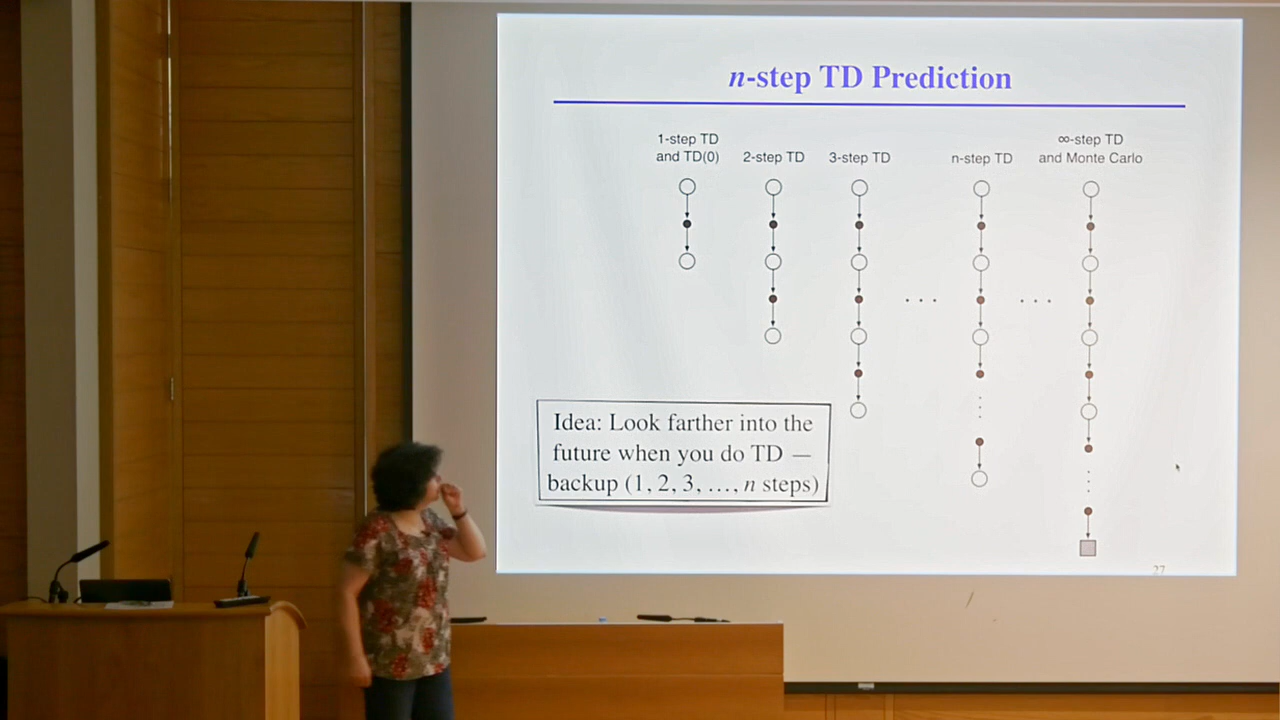 n-step TD Prediction
1-step TD
and TD(0)
2-step TD
3-step TD
n-step TD
∞-step TD
and Monte Carlo
Idea: Look farther into the
future when you do TD —
backup (1, 2, 3, …, n steps)
27